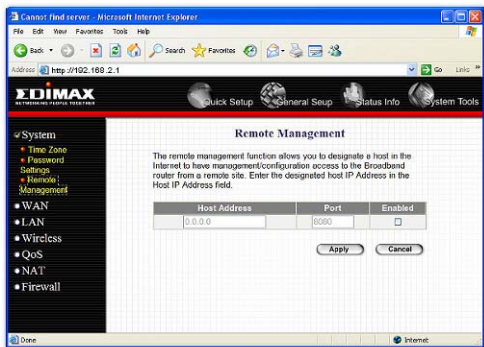 Cannot find server - Microsoft Internet Explorer
File Edit View Favorites Tools Help
Back Search Favorites
Address http://192.168.2.1 Go Links »
EDIMAX
NETWORKING PEOPLE TOGETHER
Quick Setup General Seup Status Info System Tools
System
Time Zone
Password
Settings
Remote
Management
WAN
LAN
Wireless
QoS
NAT
Firewall
Remote Management
The remote management function allows you to designate a host in the
Internet to have management/configuration access to the Broadband
router from a remote site. Enter the designated host IP Address in the
Host IP Address field.
Host Address Port Enabled
0.0.0.0 8080
Apply Cancel
Done Internet